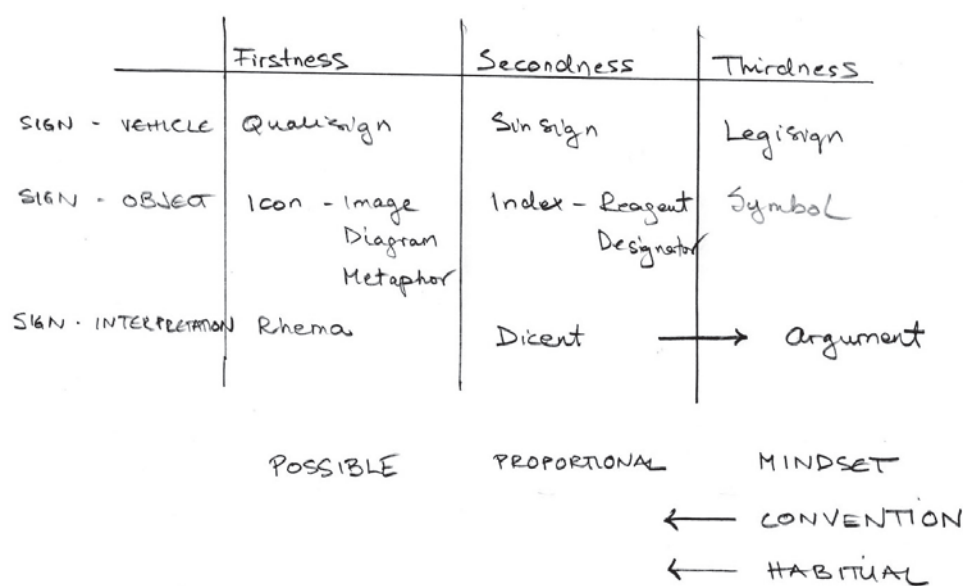 Firstness Secondness Thirdness
SIGN - VEHICLE Qualisign Sinsign Legisign
SIGN - OBJECT Icon - Image Index - Reagent Symbol
Diagram Designator
Metaphor
SIGN - INTERPRETATION Rhema Dicent → argument
POSSIBLE PROPORTIONAL MINDSET
← CONVENTION
← HABITUAL